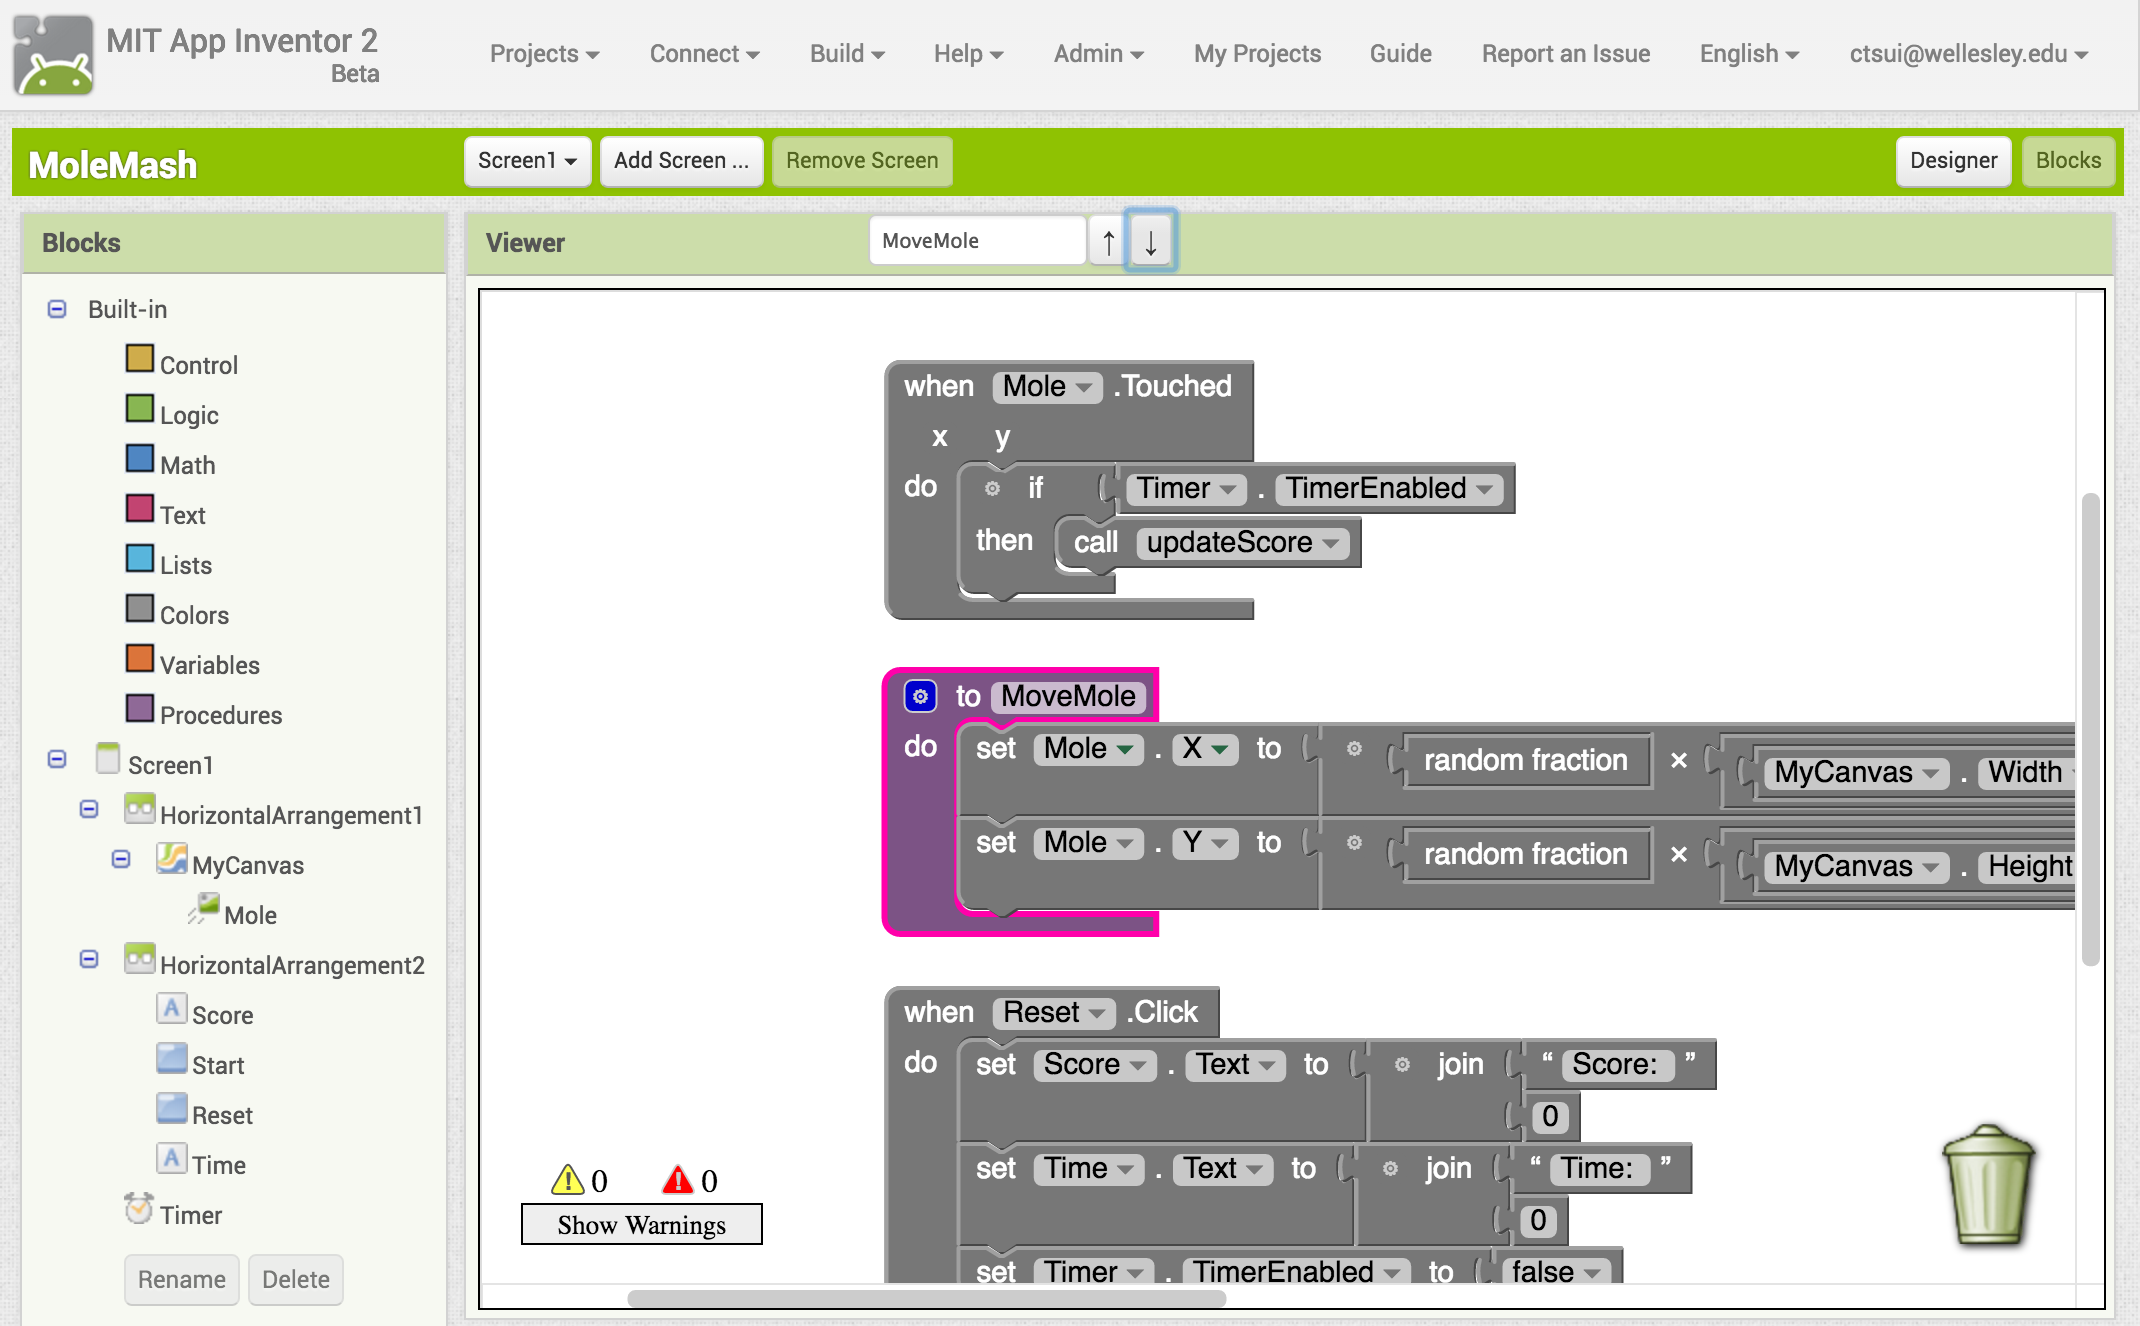 MIT App Inventor 2
Beta
Projects Connect Build Help Admin My Projects Guide Report an Issue English ctsui@wellesley.edu
MoleMash
Screen1 Add Screen ... Remove Screen
Designer Blocks
Blocks
Built-in
Control
Logic
Math
Text
Lists
Colors
Variables
Procedures
Screen1
HorizontalArrangement1
MyCanvas
Mole
HorizontalArrangement2
Score
Start
Reset
Time
Timer
Rename Delete
Viewer
MoveMole ↑ ↓
when Mole .Touched
x y
do if Timer . TimerEnabled
then call updateScore
to MoveMole
do set Mole . X to random fraction × MyCanvas . Width
set Mole . Y to random fraction × MyCanvas . Height
when Reset .Click
do set Score . Text to join “ Score: ”
0
set Time . Text to join “ Time: ”
0
set Timer . TimerEnabled to false
0 0
Show Warnings